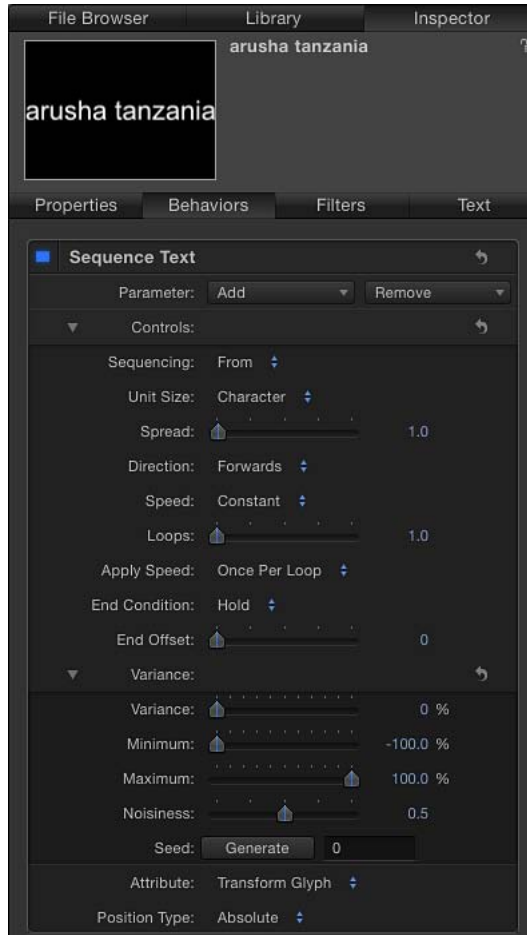 File Browser Library Inspector
arusha tanzania
arusha tanzania
Properties Behaviors Filters Text
Sequence Text
Parameter: Add Remove
Controls:
Sequencing: From
Unit Size: Character
Spread: 1.0
Direction: Forwards
Speed: Constant
Loops: 1.0
Apply Speed: Once Per Loop
End Condition: Hold
End Offset: 0
Variance:
Variance: 0 %
Minimum: -100.0 %
Maximum: 100.0 %
Noisiness: 0.5
Seed: Generate 0
Attribute: Transform Glyph
Position Type: Absolute